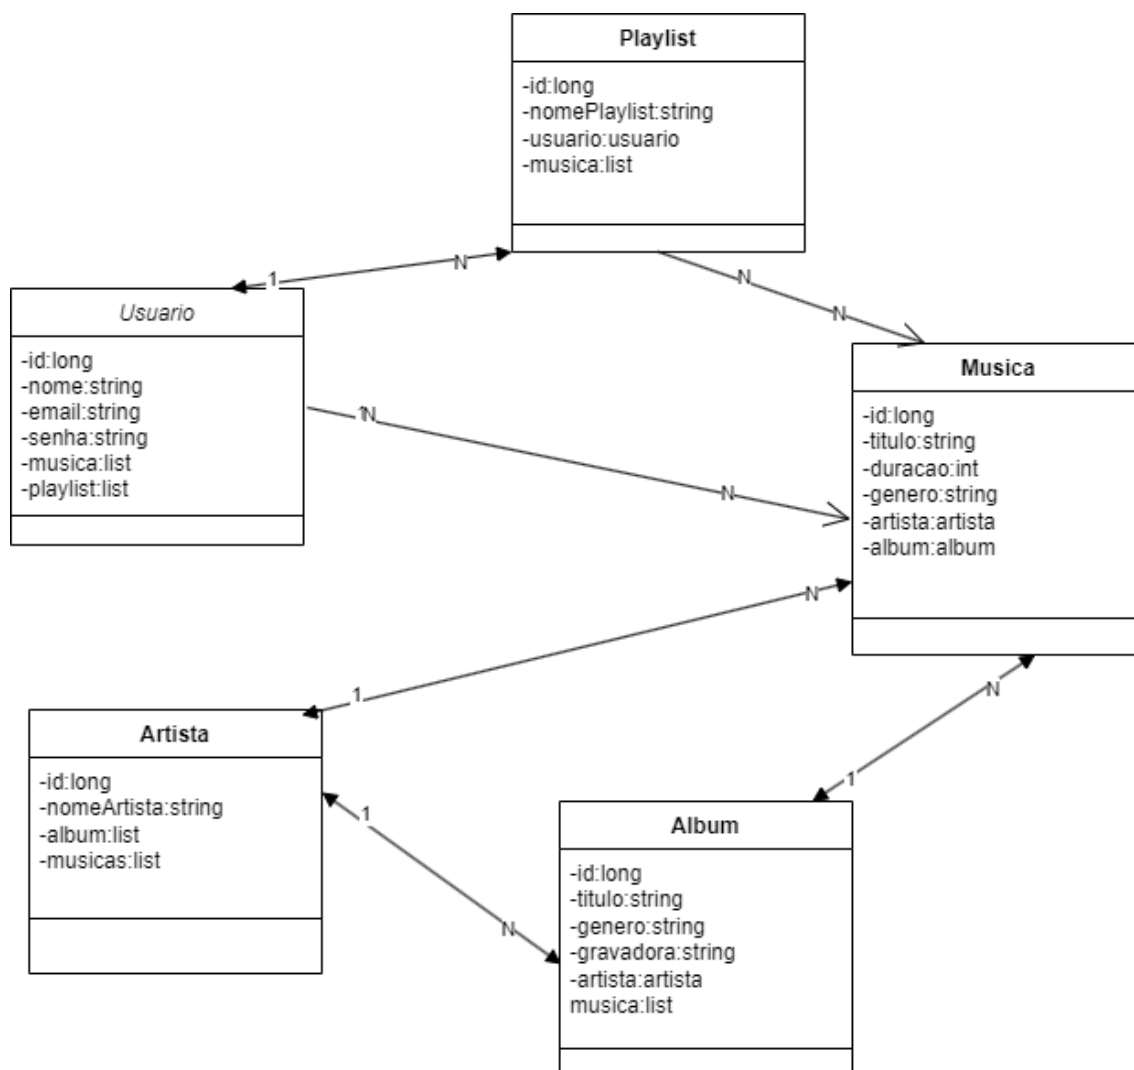 Playlist
-id:long
-nomePlaylist:string
-usuario:usuario
-musica:list
1
N
N
N
Usuario
-id:long
-nome:string
-email:string
-senha:string
-musica:list
-playlist:list
N
N
Musica
-id:long
-titulo:string
-duracao:int
-genero:string
-artista:artista
-album:album
N
1
N
1
Artista
-id:long
-nomeArtista:string
-album:list
-musicas:list
1
N
Album
-id:long
-titulo:string
-genero:string
-gravadora:string
-artista:artista
musica:list